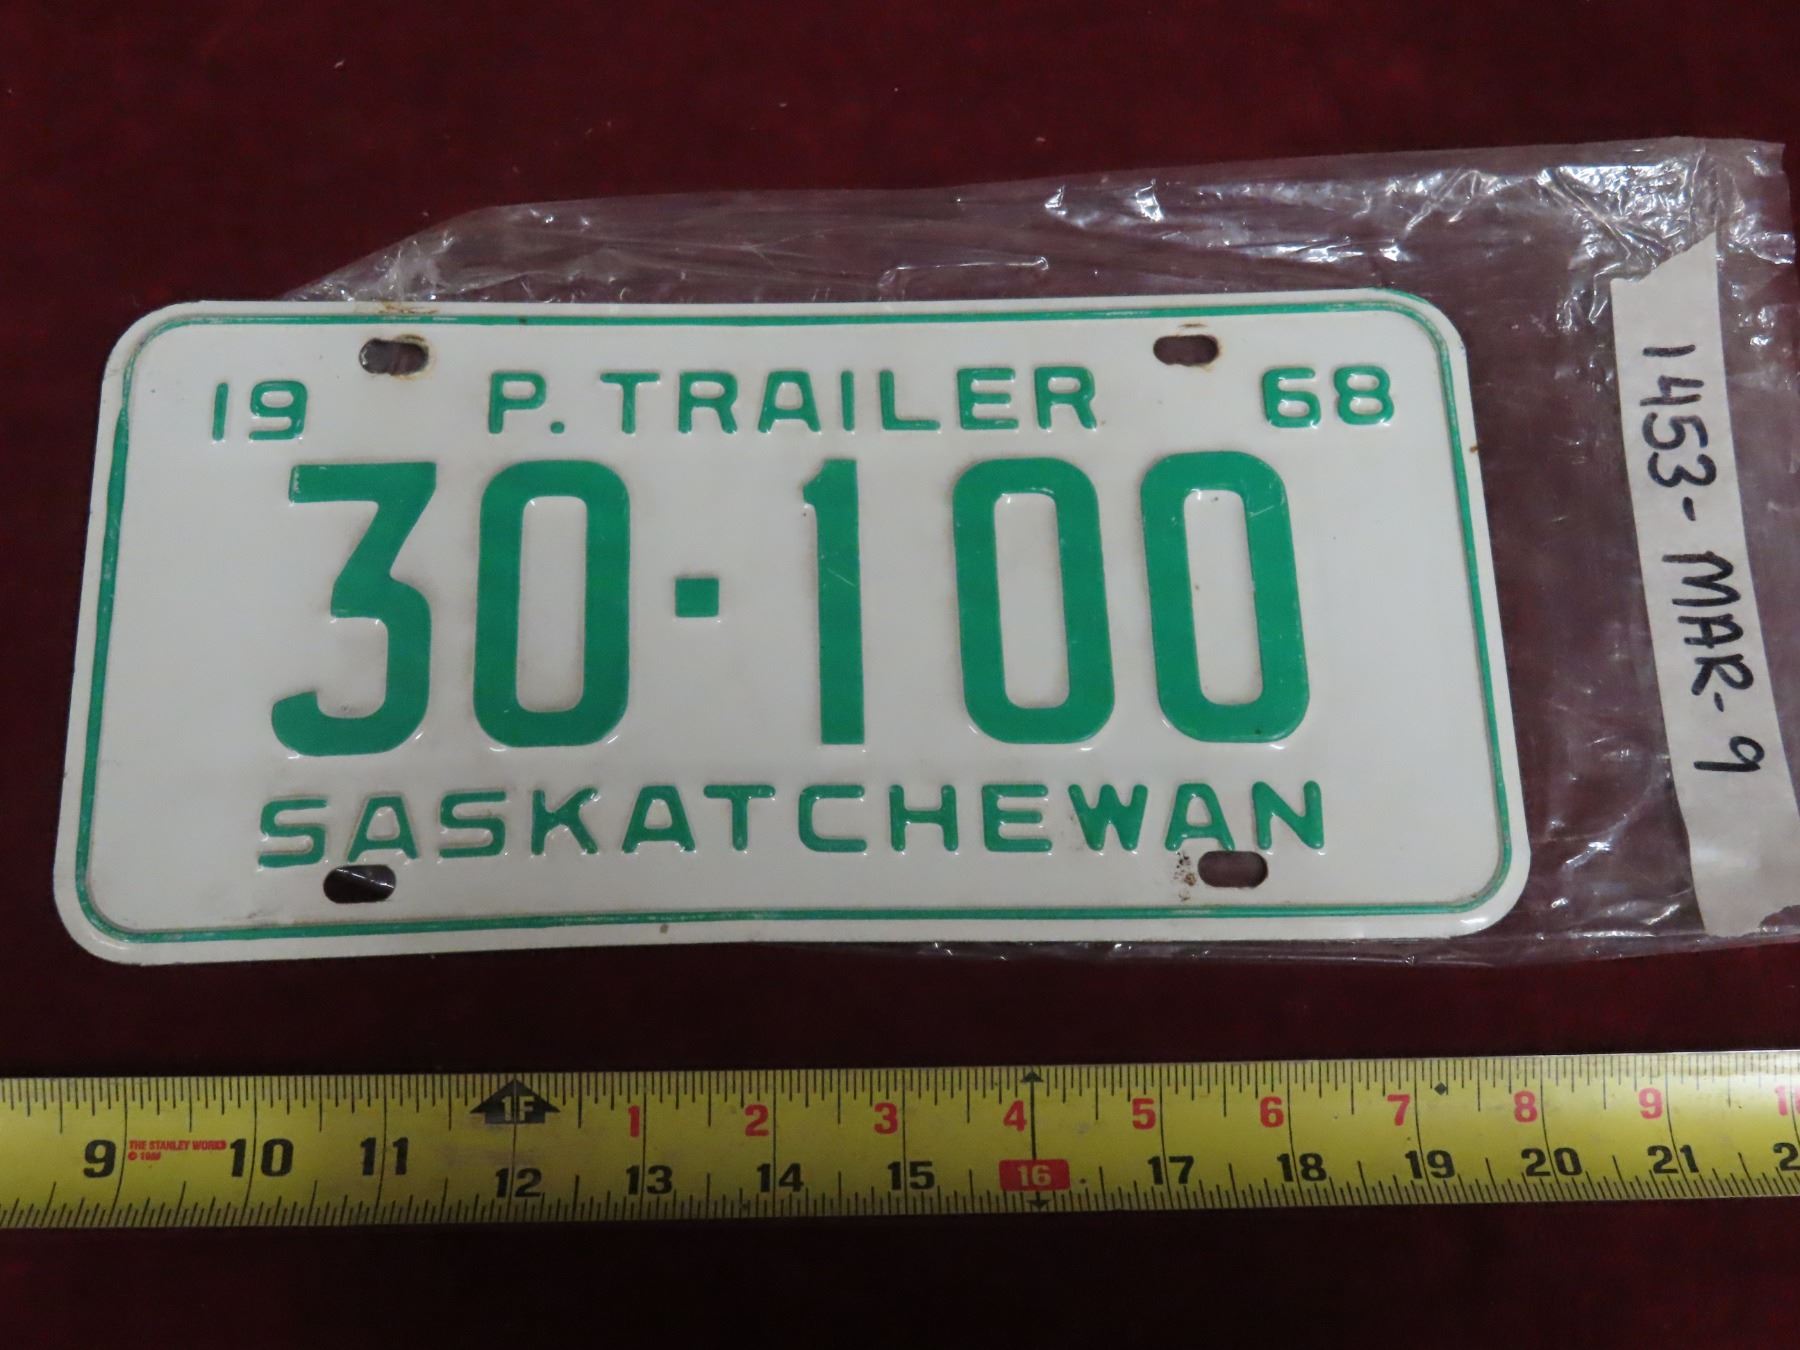 19 P. TRAILER 68
30-100
SASKATCHEWAN
1453-MAR-9
1F 1 2 3 4 5 6 7 8 9
THE STANLEY WORKS
© 1989
9 10 11 12 13 14 15 16 17 18 19 20 21